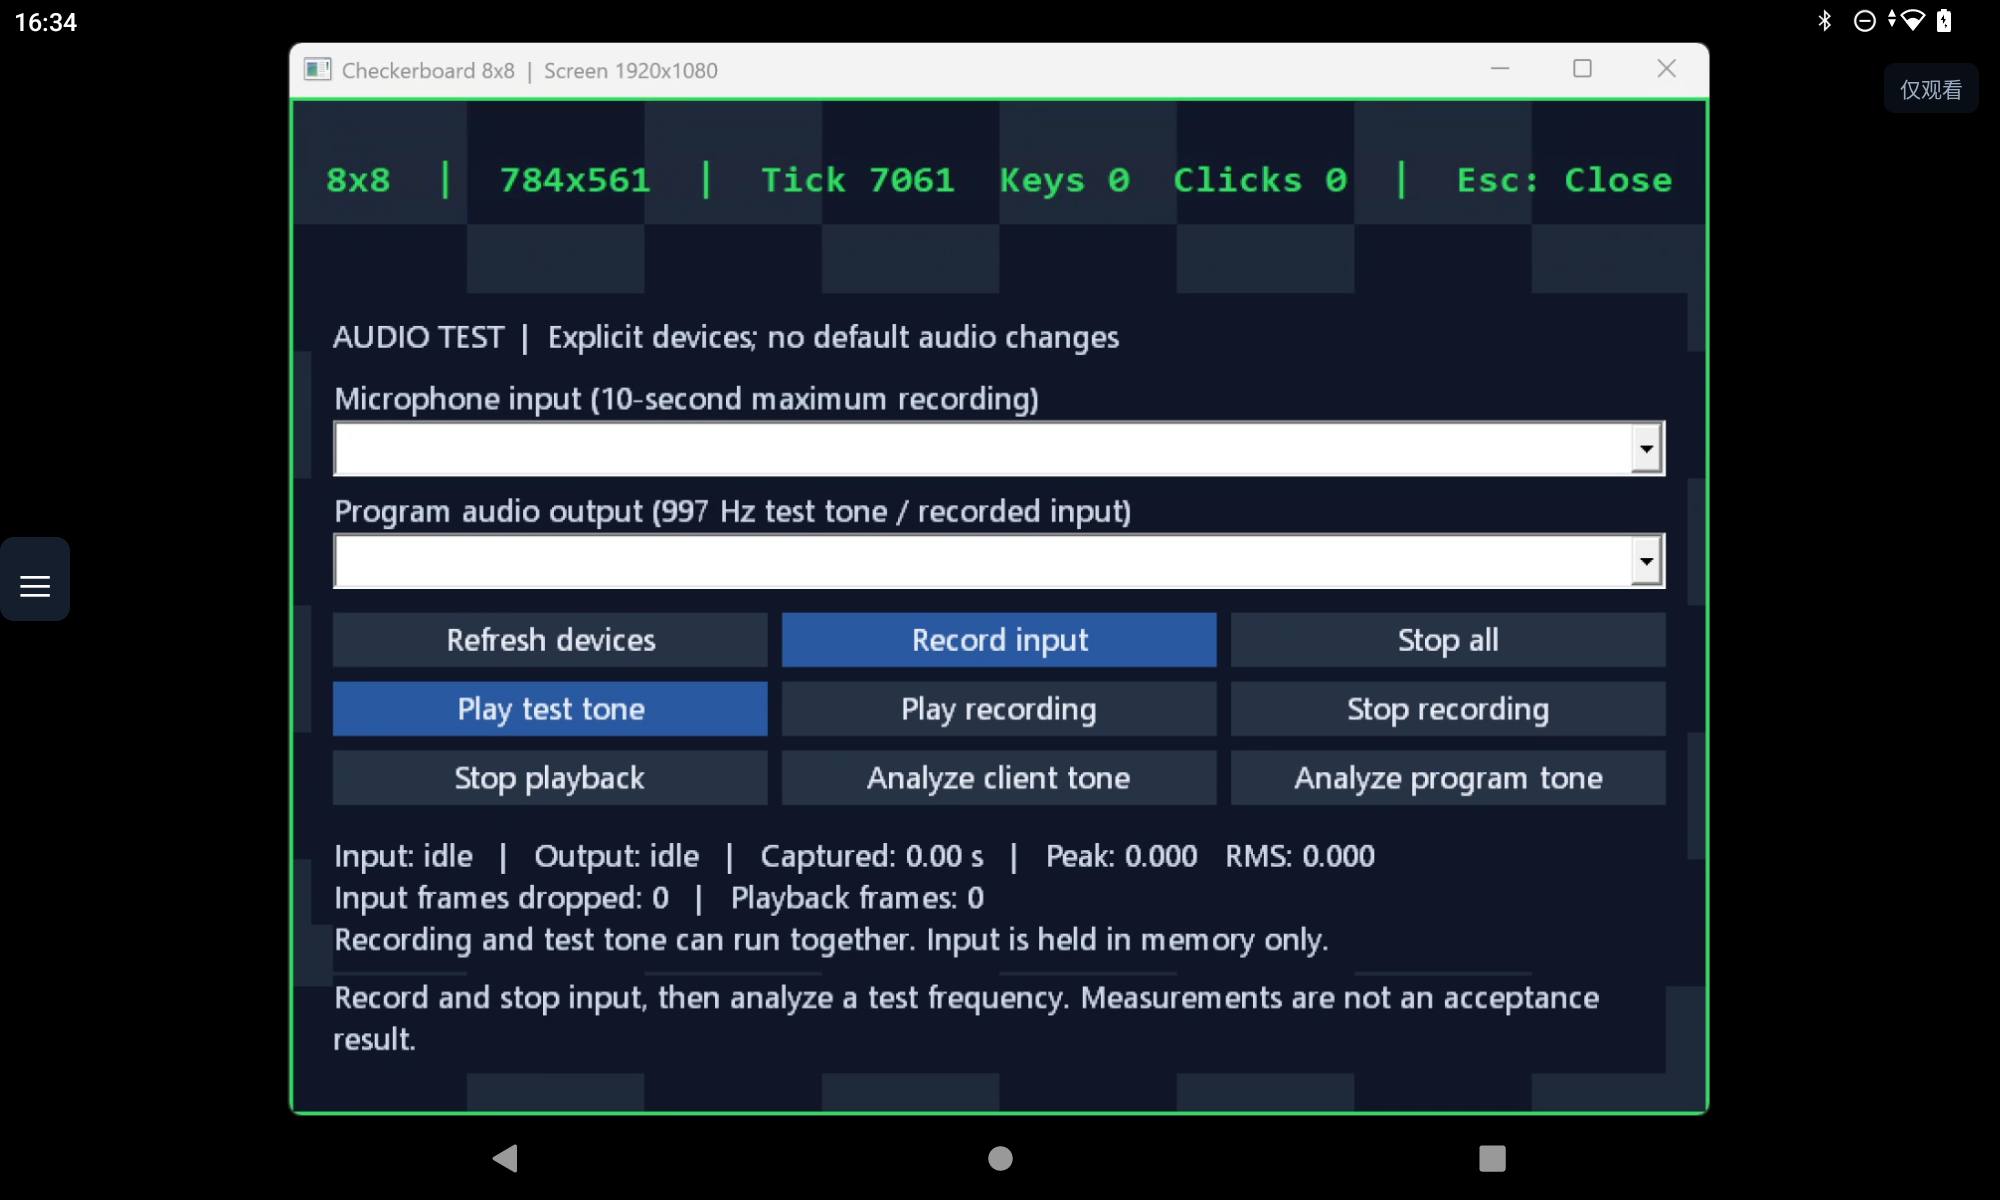 16:34
Checkerboard 8x8 | Screen 1920x1080
仅观看
8x8 | 784x561 | Tick 7061 Keys 0 Clicks 0 | Esc: Close
AUDIO TEST | Explicit devices; no default audio changes
Microphone input (10-second maximum recording)
Program audio output (997 Hz test tone / recorded input)
Refresh devices
Record input
Stop all
Play test tone
Play recording
Stop recording
Stop playback
Analyze client tone
Analyze program tone
Input: idle | Output: idle | Captured: 0.00 s | Peak: 0.000 RMS: 0.000
Input frames dropped: 0 | Playback frames: 0
Recording and test tone can run together. Input is held in memory only.
Record and stop input, then analyze a test frequency. Measurements are not an acceptance
result.